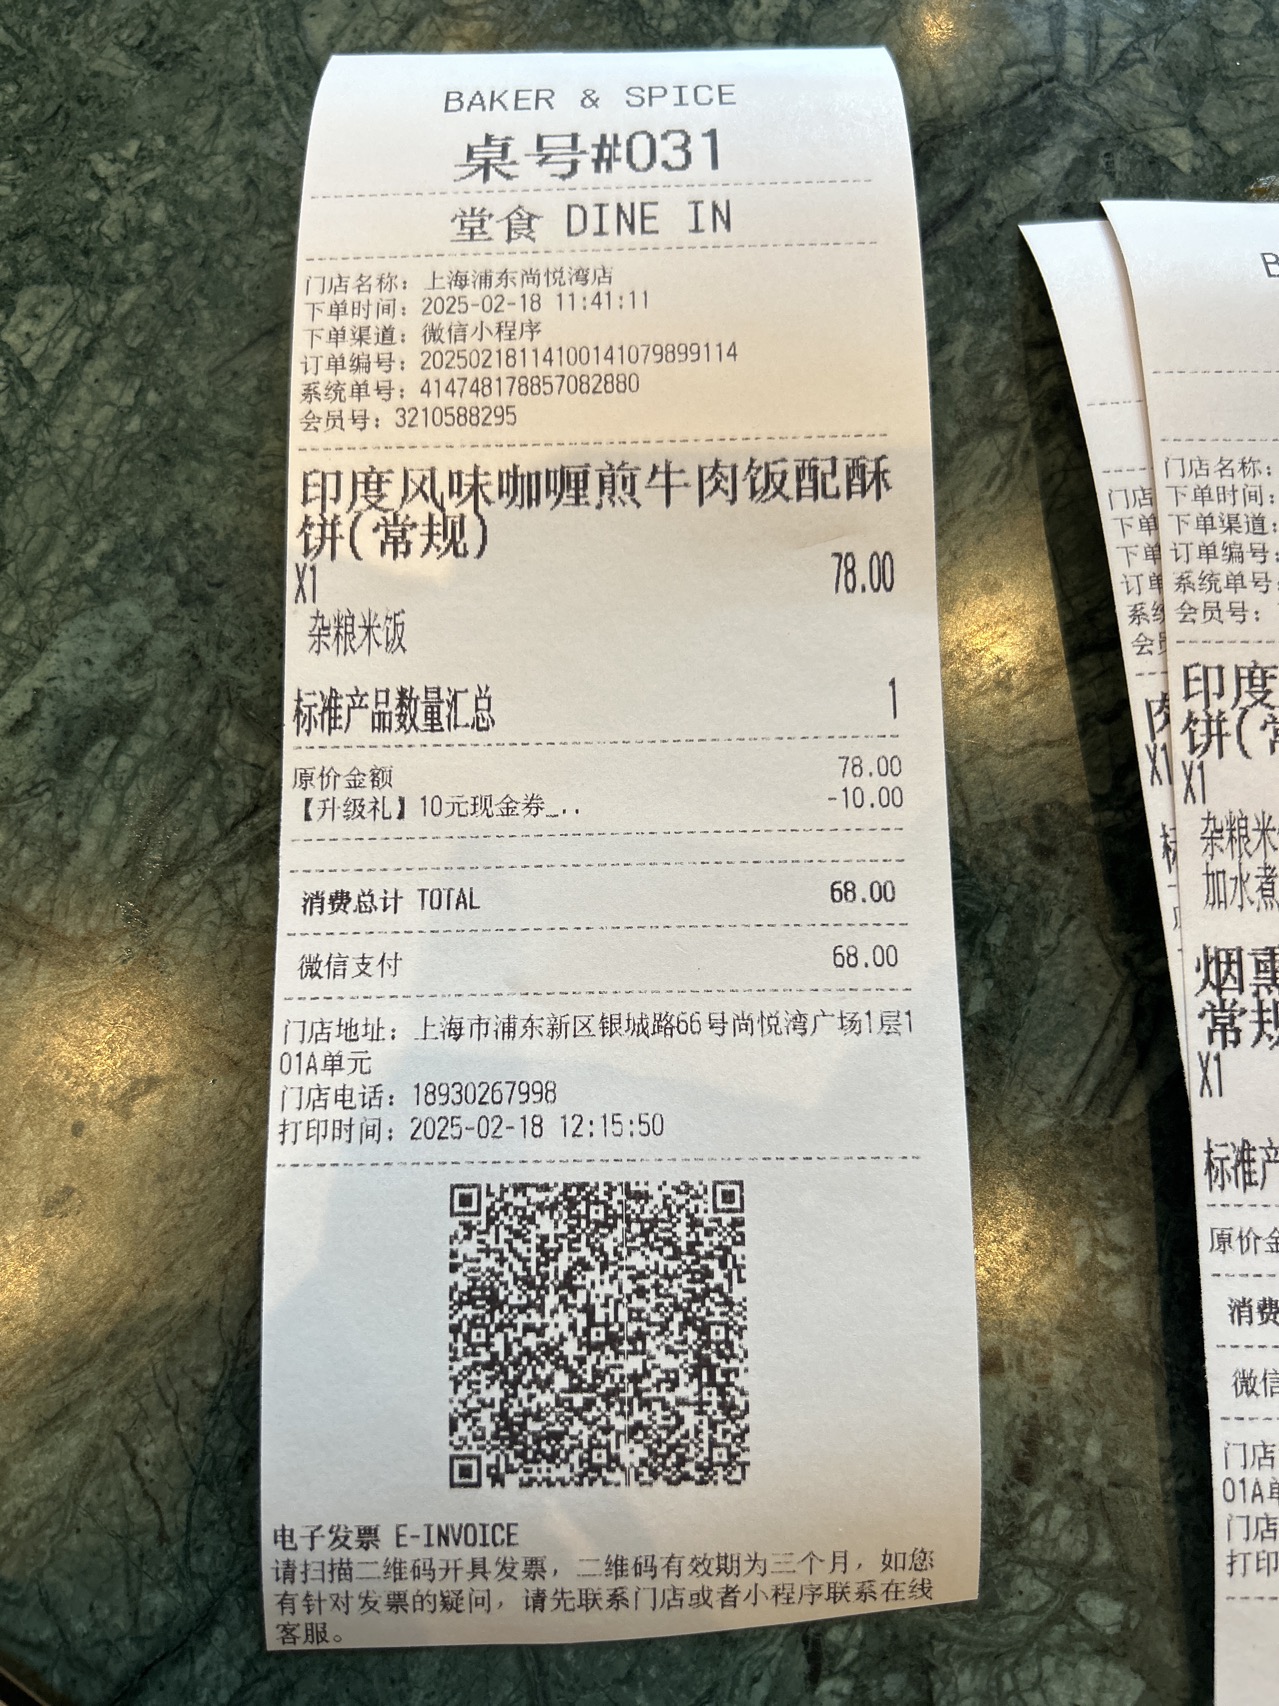 BAKER & SPICE
桌号#031
堂食 DINE IN
门店名称：上海浦东尚悦湾店
下单时间：2025-02-18 11:41:11
下单渠道：微信小程序
订单编号：20250218114100141079899114
系统单号：414748178857082880
会员号：3210588295
印度风味咖喱煎牛肉饭配酥
饼(常规)
X1 78.00
杂粮米饭
标准产品数量汇总 1
原价金额 78.00
【升级礼】10元现金券_.. -10.00
消费总计 TOTAL 68.00
微信支付 68.00
门店地址：上海市浦东新区银城路66号尚悦湾广场1层1
01A单元
门店电话：18930267998
打印时间：2025-02-18 12:15:50
电子发票 E-INVOICE
请扫描二维码开具发票，二维码有效期为三个月，如您
有针对发票的疑问，请先联系门店或者小程序联系在线
客服。
门店
下单
下单
订单
系统
会员
肉
X1
B
门店名称：
下单时间：
下单渠道：
订单编号：
系统单号：
会员号：
印度
饼(常
X1
杂粮米
加水煮
烟熏
常规
X1
标准产
原价金
消费
微信
门店
01A单
门店
打印